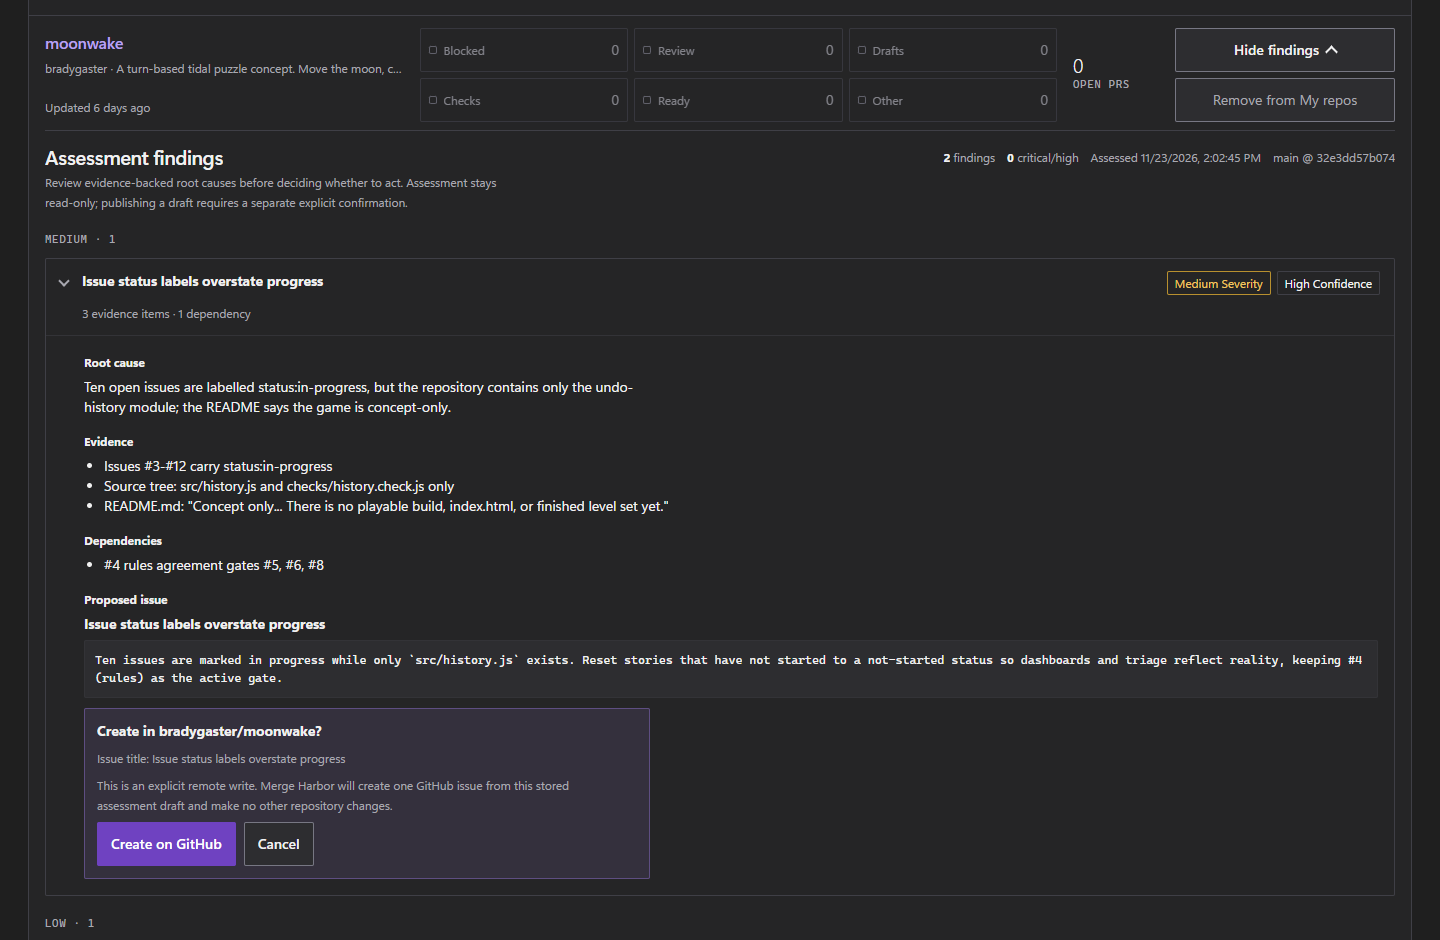 moonwake
bradygaster · A turn-based tidal puzzle concept. Move the moon, c...
Updated 6 days ago
Blocked 0
Review 0
Drafts 0
Checks 0
Ready 0
Other 0
0
OPEN PRS
Hide findings
Remove from My repos
Assessment findings
2 findings 0 critical/high Assessed 11/23/2026, 2:02:45 PM main @ 32e3dd57b074
Review evidence-backed root causes before deciding whether to act. Assessment stays
read-only; publishing a draft requires a separate explicit confirmation.
MEDIUM · 1
Issue status labels overstate progress
Medium Severity
High Confidence
3 evidence items · 1 dependency
Root cause
Ten open issues are labelled status:in-progress, but the repository contains only the undo-
history module; the README says the game is concept-only.
Evidence
• Issues #3-#12 carry status:in-progress
• Source tree: src/history.js and checks/history.check.js only
• README.md: "Concept only... There is no playable build, index.html, or finished level set yet."
Dependencies
• #4 rules agreement gates #5, #6, #8
Proposed issue
Issue status labels overstate progress
Ten issues are marked in progress while only `src/history.js` exists. Reset stories that have not started to a not-started status so dashboards and triage reflect reality, keeping #4
(rules) as the active gate.
Create in bradygaster/moonwake?
Issue title: Issue status labels overstate progress
This is an explicit remote write. Merge Harbor will create one GitHub issue from this stored
assessment draft and make no other repository changes.
Create on GitHub
Cancel
LOW · 1